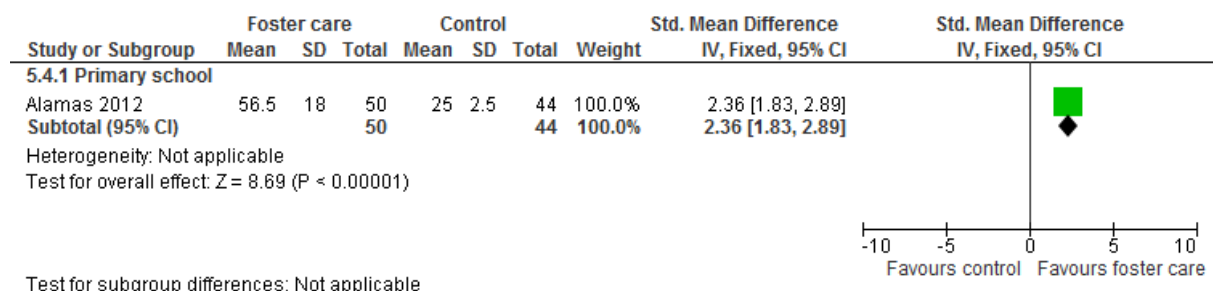 Foster care Control Std. Mean Difference Std. Mean Difference
Study or Subgroup Mean SD Total Mean SD Total Weight IV, Fixed, 95% CI IV, Fixed, 95% CI
5.4.1 Primary school
Alamas 2012 56.5 18 50 25 2.5 44 100.0% 2.36 [1.83, 2.89]
Subtotal (95% CI) 50 44 100.0% 2.36 [1.83, 2.89]
Heterogeneity: Not applicable
Test for overall effect: Z = 8.69 (P < 0.00001)
-10 -5 0 5 10
Favours control Favours foster care
Test for subgroup differences: Not applicable